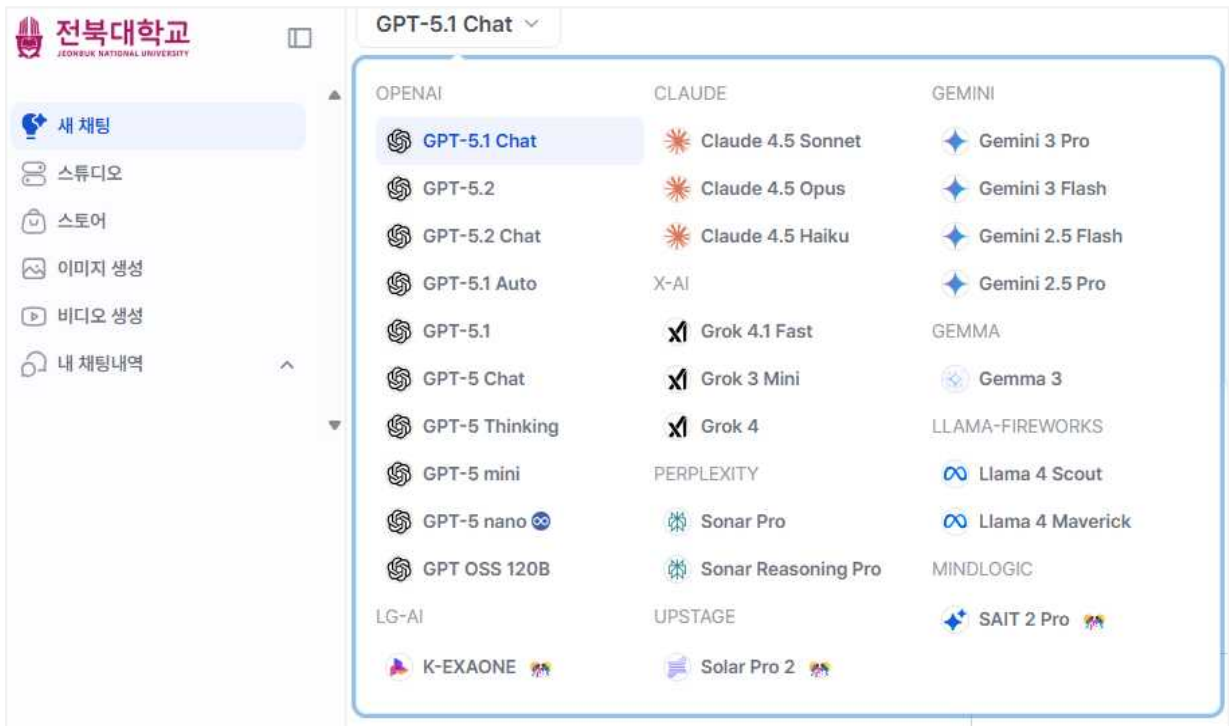 전북대학교
JEONBUK NATIONAL UNIVERSITY
새 채팅
스튜디오
스토어
이미지 생성
비디오 생성
내 채팅내역
GPT-5.1 Chat
OPENAI
GPT-5.1 Chat
GPT-5.2
GPT-5.2 Chat
GPT-5.1 Auto
GPT-5.1
GPT-5 Chat
GPT-5 Thinking
GPT-5 mini
GPT-5 nano
GPT OSS 120B
LG-AI
K-EXAONE
CLAUDE
Claude 4.5 Sonnet
Claude 4.5 Opus
Claude 4.5 Haiku
X-AI
Grok 4.1 Fast
Grok 3 Mini
Grok 4
PERPLEXITY
Sonar Pro
Sonar Reasoning Pro
UPSTAGE
Solar Pro 2
GEMINI
Gemini 3 Pro
Gemini 3 Flash
Gemini 2.5 Flash
Gemini 2.5 Pro
GEMMA
Gemma 3
LLAMA-FIREWORKS
Llama 4 Scout
Llama 4 Maverick
MINDLOGIC
SAIT 2 Pro